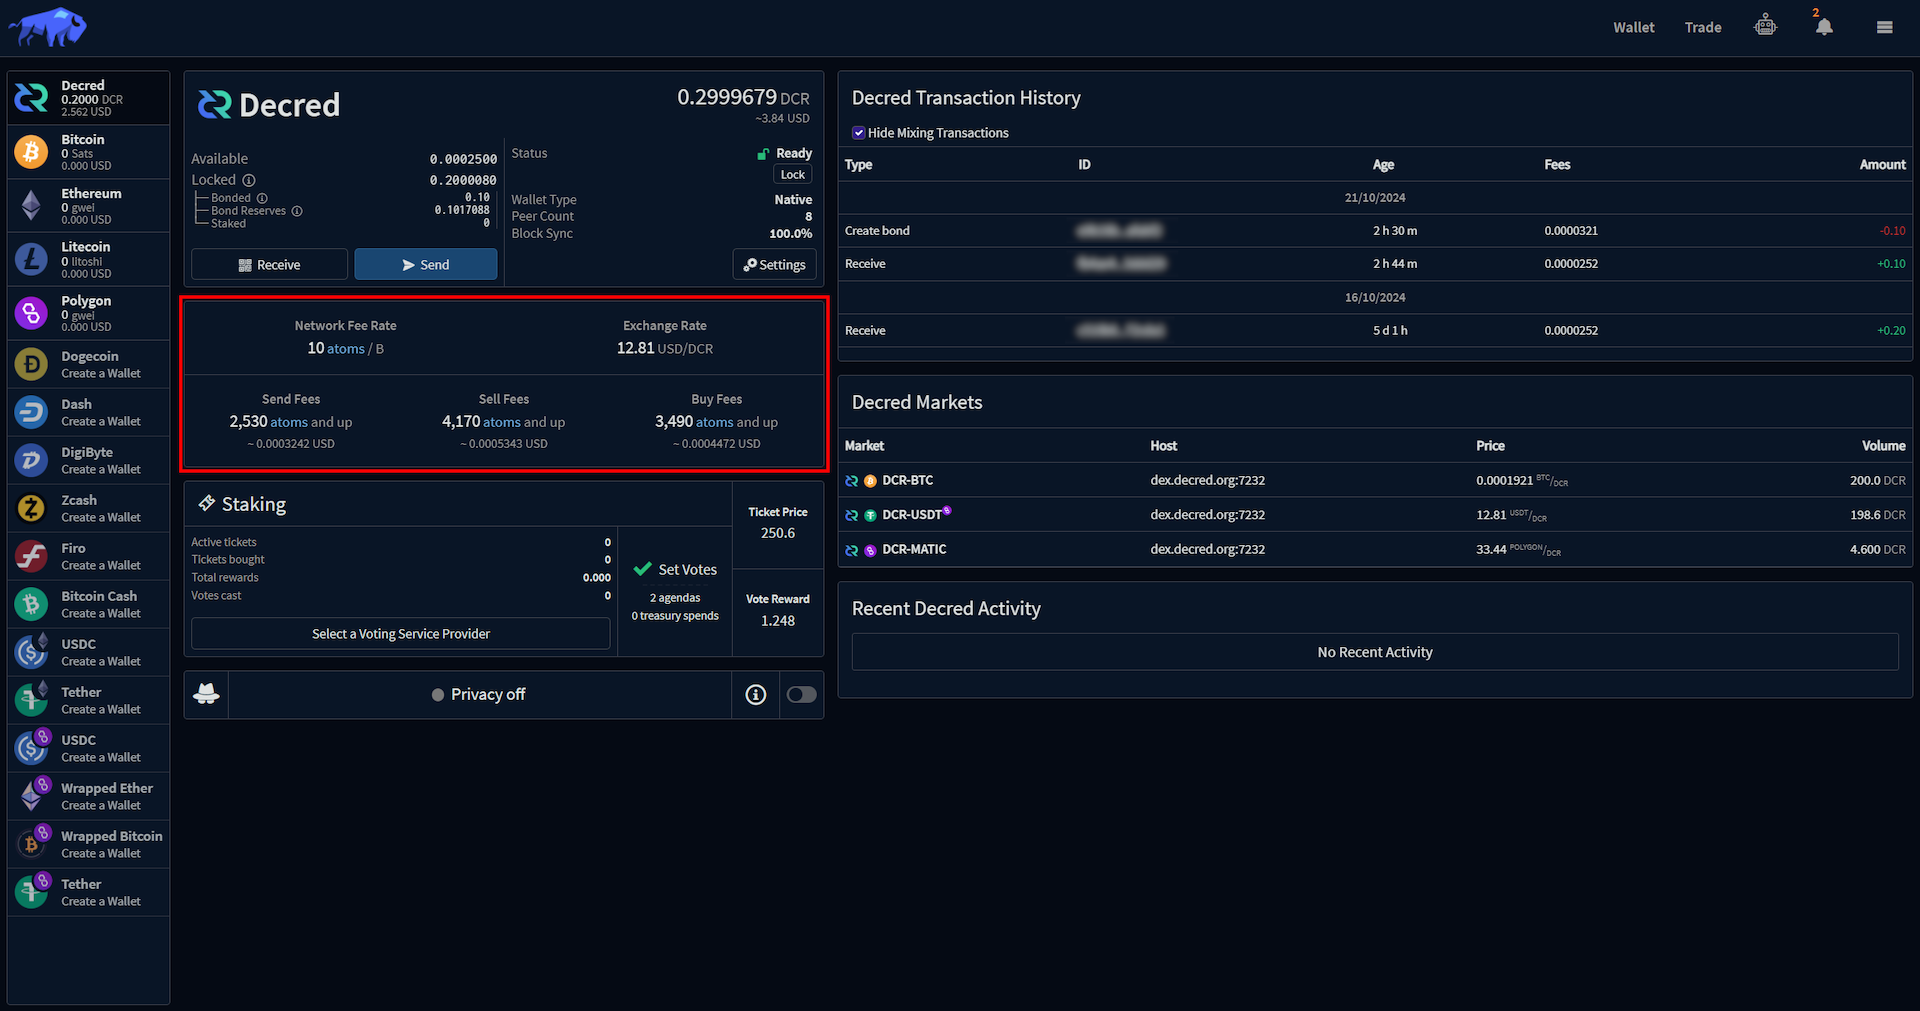 Wallet
Trade
2
Decred
0.2000 DCR
2.562 USD
Bitcoin
0 Sats
0.000 USD
Ethereum
0 gwei
0.000 USD
Litecoin
0 litoshi
0.000 USD
Polygon
0 gwei
0.000 USD
Dogecoin
Create a Wallet
Dash
Create a Wallet
DigiByte
Create a Wallet
Zcash
Create a Wallet
Firo
Create a Wallet
Bitcoin Cash
Create a Wallet
USDC
Create a Wallet
Tether
Create a Wallet
USDC
Create a Wallet
Wrapped Ether
Create a Wallet
Wrapped Bitcoin
Create a Wallet
Tether
Create a Wallet
Decred
0.2999679 DCR
~3.84 USD
Available 0.0002500
Locked 0.2000080
Bonded 0.10
Bond Reserves 0.1017088
Staked 0
Receive
Send
Status Ready
Lock
Wallet Type Native
Peer Count 8
Block Sync 100.0%
Settings
Network Fee Rate
10 atoms / B
Exchange Rate
12.81 USD/DCR
Send Fees
2,530 atoms and up
~ 0.0003242 USD
Sell Fees
4,170 atoms and up
~ 0.0005343 USD
Buy Fees
3,490 atoms and up
~ 0.0004472 USD
Staking
Active tickets 0
Tickets bought 0
Total rewards 0.000
Votes cast 0
Select a Voting Service Provider
Set Votes
2 agendas
0 treasury spends
Ticket Price
250.6
Vote Reward
1.248
Privacy off
Decred Transaction History
Hide Mixing Transactions
Type ID Age Fees Amount
21/10/2024
Create bond 2 h 30 m 0.0000321 -0.10
Receive 2 h 44 m 0.0000252 +0.10
16/10/2024
Receive 5 d 1 h 0.0000252 +0.20
Decred Markets
Market Host Price Volume
DCR-BTC dex.decred.org:7232 0.0001921 BTC/DCR 200.0 DCR
DCR-USDT dex.decred.org:7232 12.81 USDT/DCR 198.6 DCR
DCR-MATIC dex.decred.org:7232 33.44 POLYGON/DCR 4.600 DCR
Recent Decred Activity
No Recent Activity